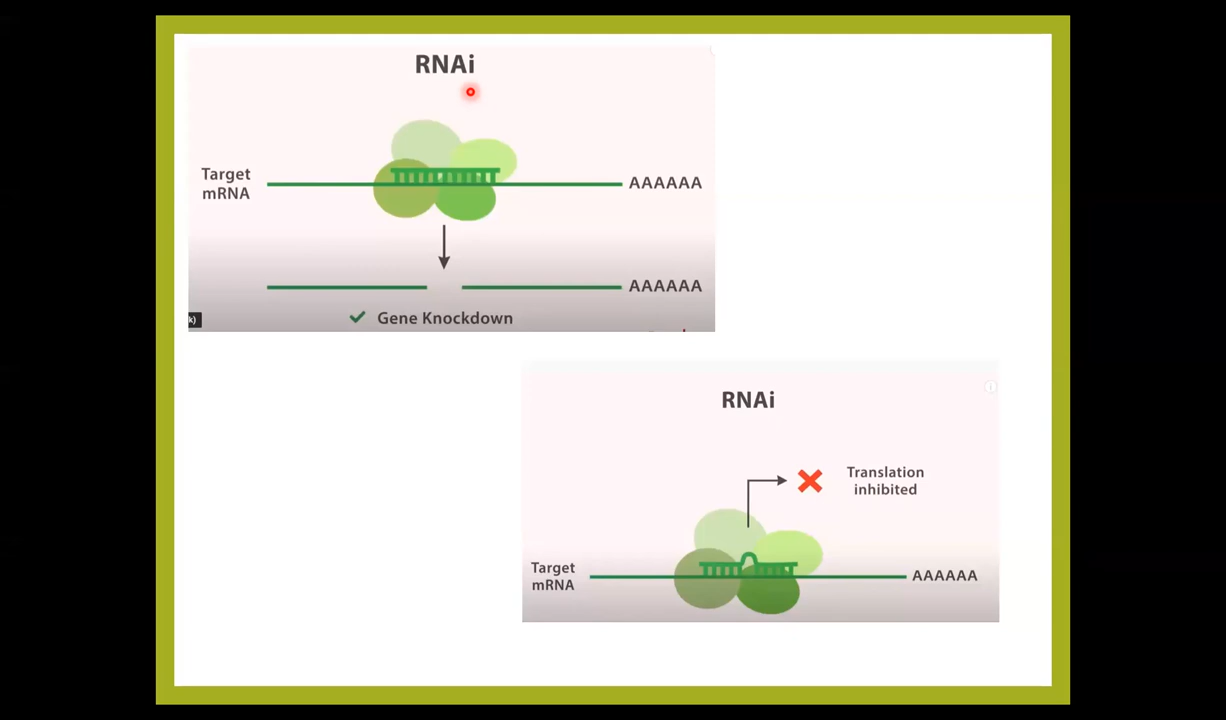 RNAi
Target
mRNA
AAAAAA
AAAAAA
k)
Gene Knockdown
RNAi
Translation
inhibited
Target
mRNA
AAAAAA